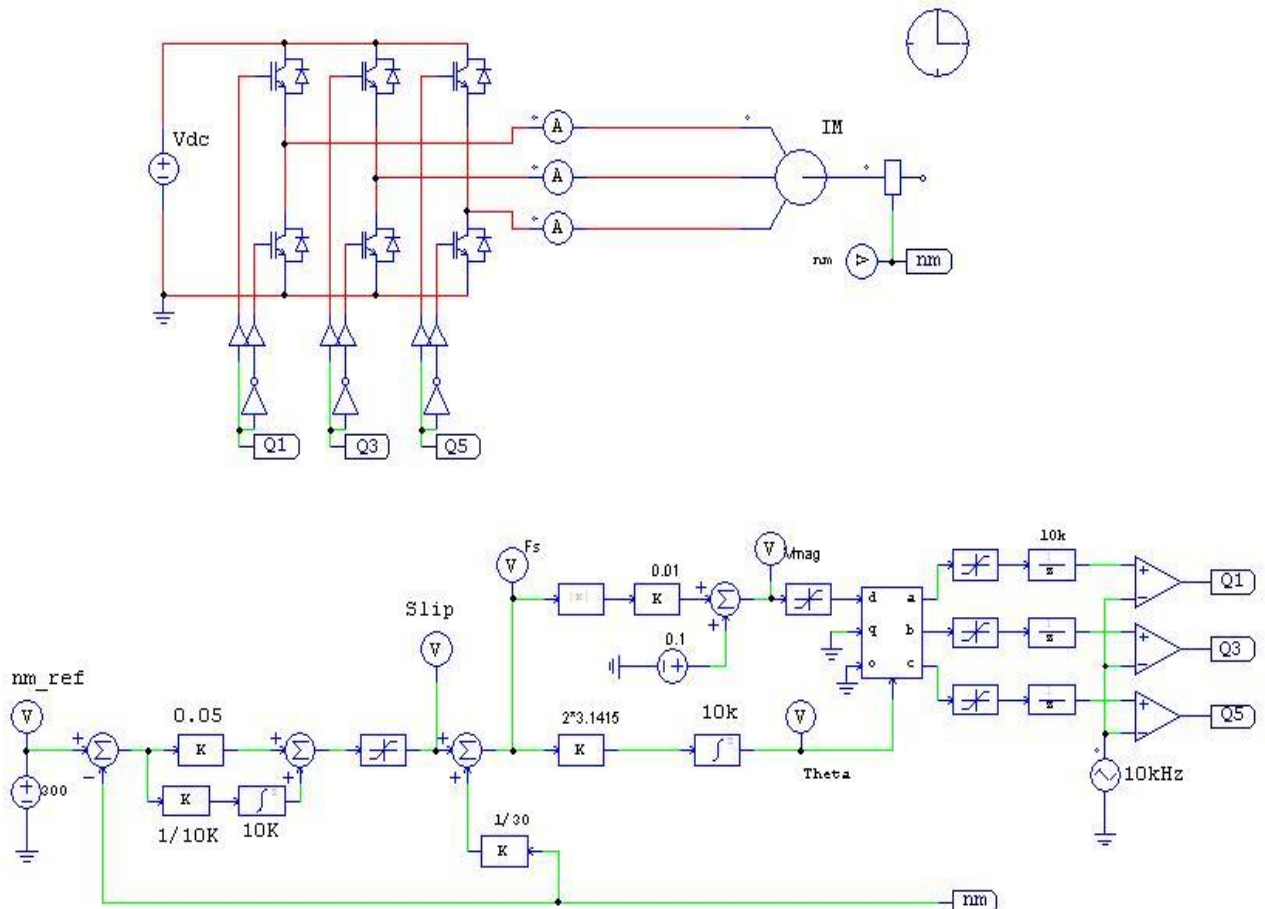 Vdc
A
A
A
IM
nm
V
nm
Q1
Q3
Q5
nm_ref
V
300
0.05
K
K
1/10K
10K
Slip
V
Fs
V
|x|
0.01
K
0.1
V
Vmag
2*3.1415
K
10k
V
Theta
1/30
K
d
q
o
a
b
c
10k
z
z
z
Q1
Q3
Q5
10kHz
nm